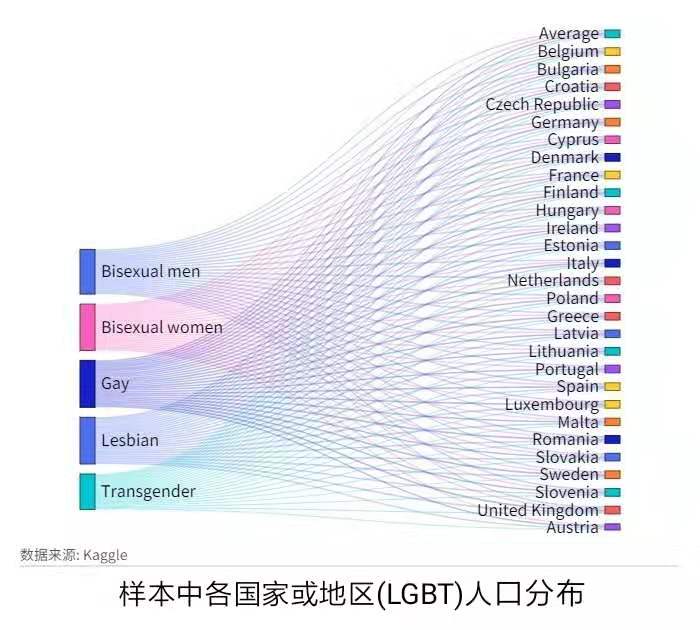 Average
Belgium
Bulgaria
Croatia
Czech Republic
Germany
Cyprus
Denmark
France
Finland
Hungary
Ireland
Estonia
Italy
Netherlands
Poland
Greece
Latvia
Lithuania
Portugal
Spain
Luxembourg
Malta
Romania
Slovakia
Sweden
Slovenia
United Kingdom
Austria
Bisexual men
Bisexual women
Gay
Lesbian
Transgender
数据来源: Kaggle
样本中各国家或地区(LGBT)人口分布